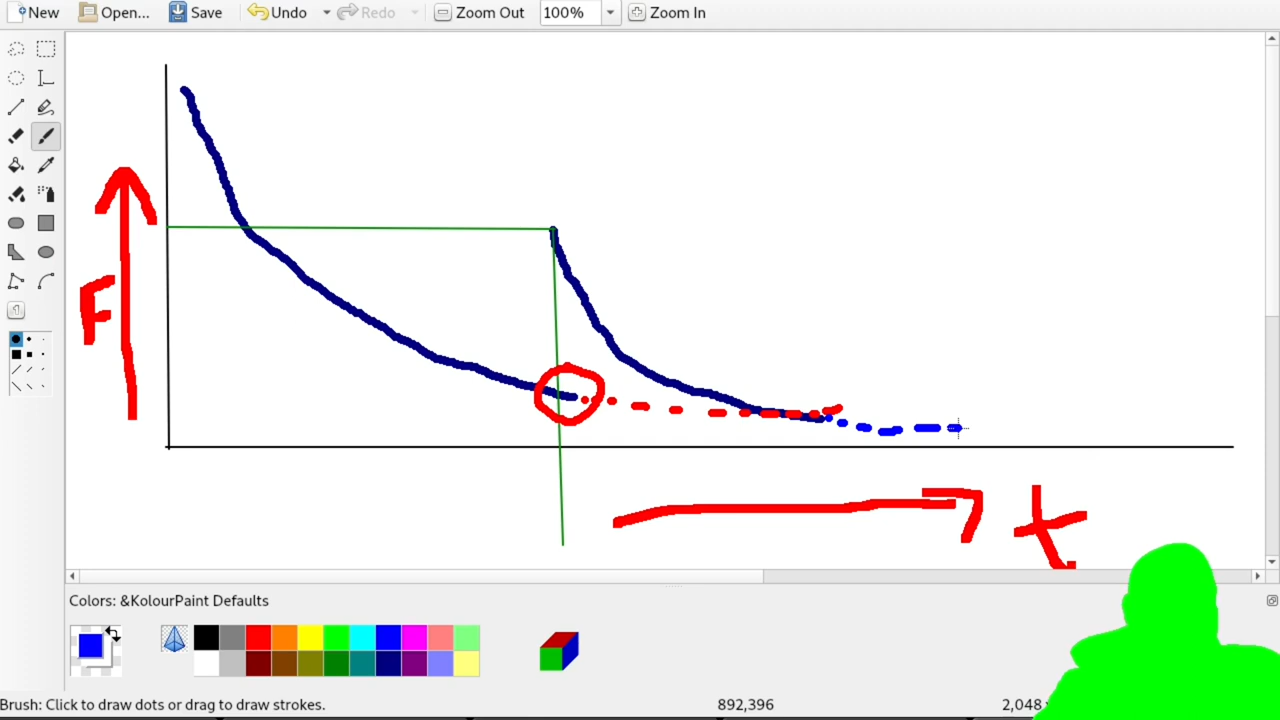 New Open... Save Undo Redo Zoom Out 100% Zoom In
F
t
Colors: &KolourPaint Defaults
Brush: Click to draw dots or drag to draw strokes. 892,396 2,048